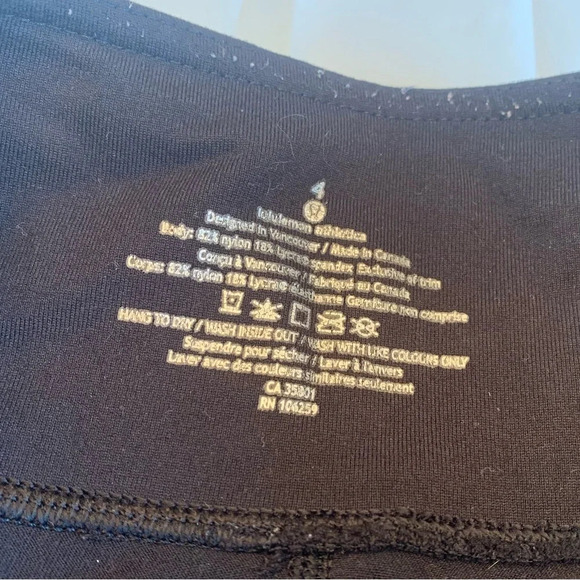 4
lululemon athletica
Designed in Vancouver / Made in Canada
Body: 82% nylon 18% Lycra® spandex Exclusive of trim
Conçu à Vancouver / Fabriqué au Canada
Corps: 82% nylon 18% Lycra® élasthanne Garniture non comprise
HANG TO DRY / WASH INSIDE OUT / WASH WITH LIKE COLOURS ONLY
Suspendre pour sécher / Laver à l'envers
Laver avec des couleurs similaires seulement
CA 35801
RN 106259